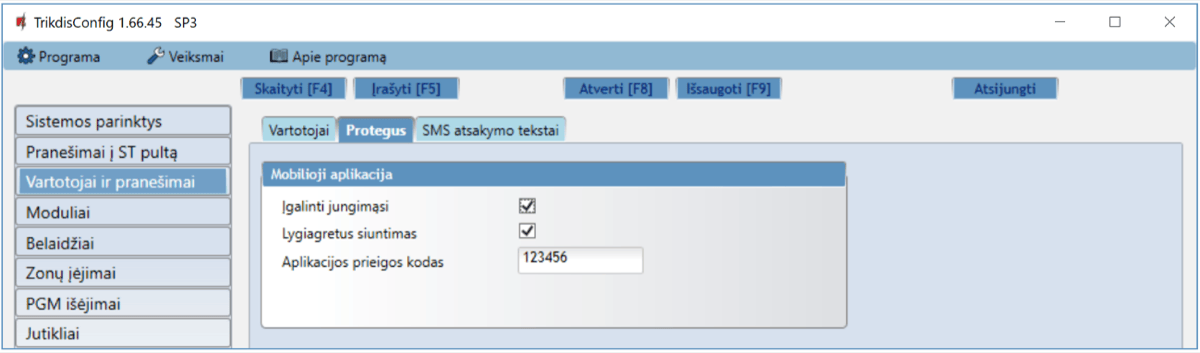 TrikdisConfig 1.66.45 SP3
Programa Veiksmai Apie programą
Skaityti [F4] Įrašyti [F5] Atverti [F8] Išsaugoti [F9] Atsijungti
Sistemos parinktys
Pranešimai į ST pultą
Vartotojai ir pranešimai
Moduliai
Belaidžiai
Zonų įėjimai
PGM išėjimai
Jutikliai
Vartotojai Protegus SMS atsakymo tekstai
Mobilioji aplikacija
Įgalinti jungimąsi
Lygiagretus siuntimas
Aplikacijos prieigos kodas 123456